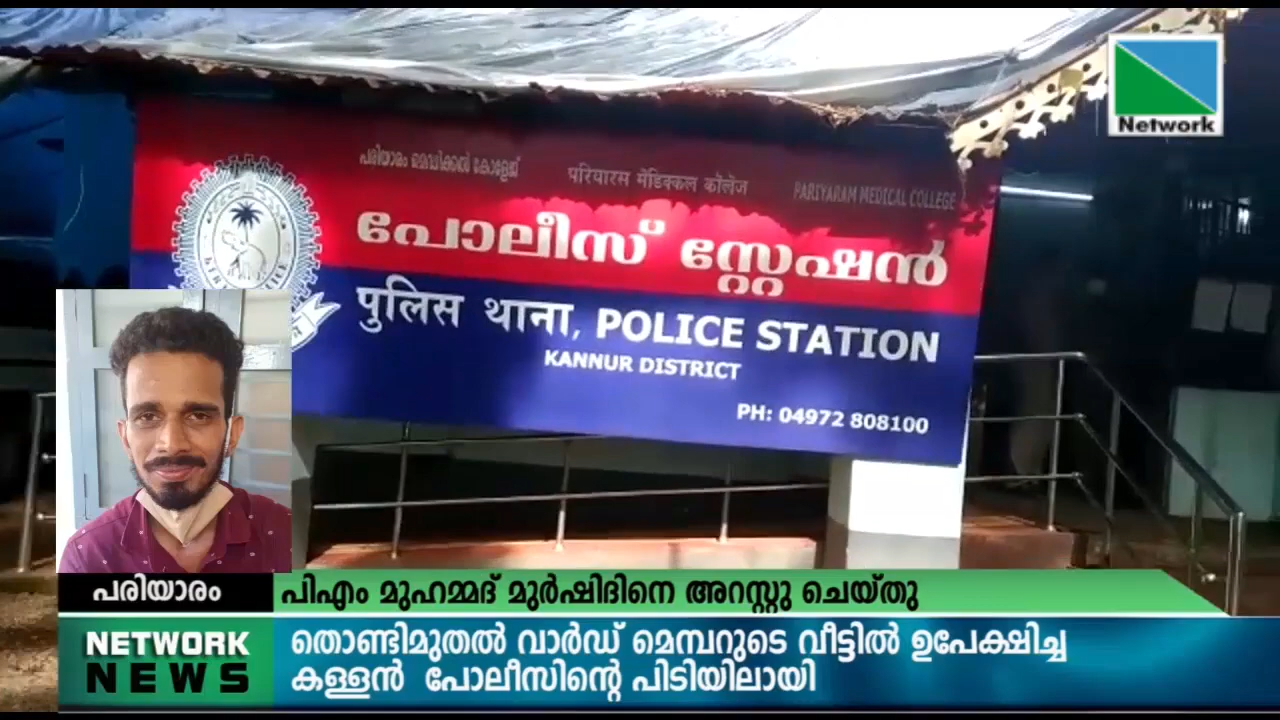 Network
പരിയാരം മെഡിക്കൽ കോളേജ് परियारम मेडिक्कल कॉलेज PARIYARAM MEDICAL COLLEGE
പോലീസ് സ്റ്റേഷൻ
पुलिस थाना, POLICE STATION
KANNUR DISTRICT
PH: 04972 808100
പരിയാരം
പിഎം മുഹമ്മദ് മുർഷിദിനെ അറസ്റ്റു ചെയ്തു
NETWORK NEWS
തൊണ്ടിമുതൽ വാർഡ് മെമ്പറുടെ വീട്ടിൽ ഉപേക്ഷിച്ച
കള്ളൻ പോലീസിന്റെ പിടിയിലായി